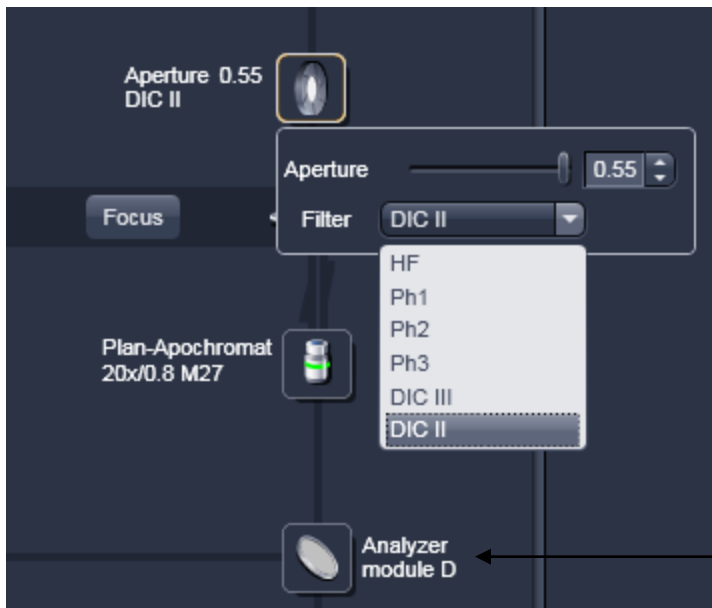 Aperture 0.55
DIC II
Aperture 0.55
Focus
Filter DIC II
HF
Ph1
Ph2
Ph3
DIC III
DIC II
Plan-Apochromat
20x/0.8 M27
Analyzer
module D